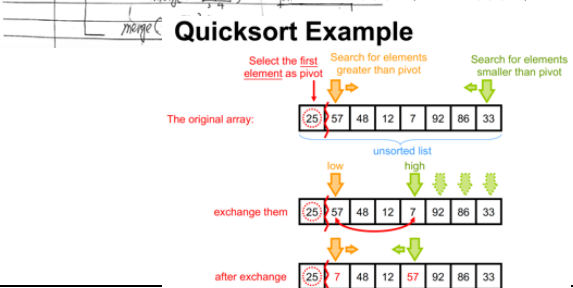 merge(
Quicksort Example
Select the first
element as pivot
Search for elements
greater than pivot
Search for elements
smaller than pivot
The original array: 25 57 48 12 7 92 86 33
unsorted list
low high
exchange them 25 57 48 12 7 92 86 33
after exchange 25 7 48 12 57 92 86 33